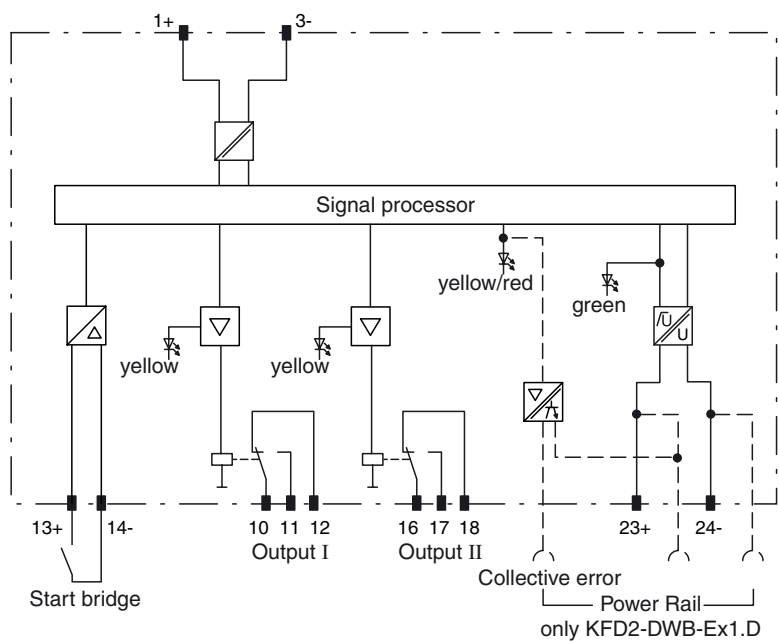 1+ 3-
Signal processor
yellow/red
green
yellow
yellow
U
U
13+ 14- 10 11 12 16 17 18 23+ 24-
Output I
Output II
Start bridge
Collective error
Power Rail
only KFD2-DWB-Ex1.D